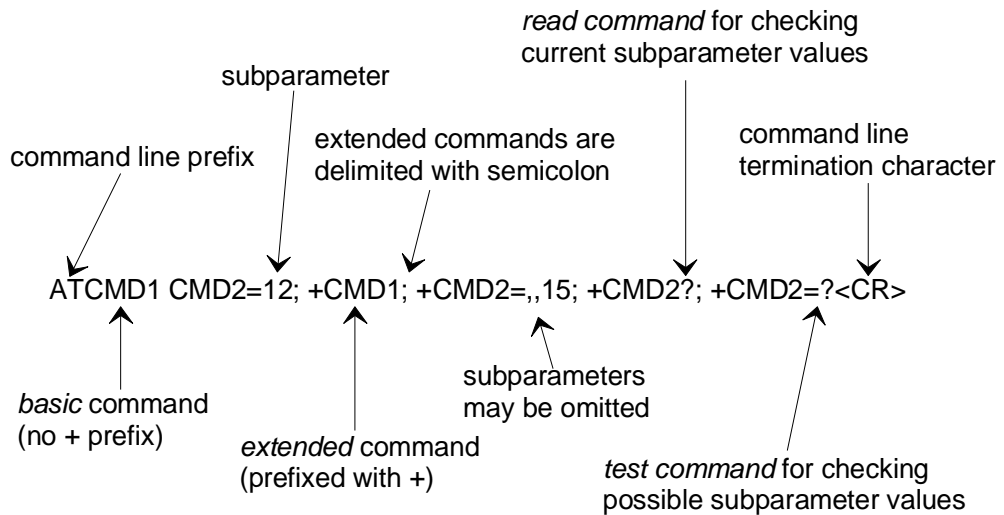 read command for checking
current subparameter values
subparameter
extended commands are
delimited with semicolon
command line
termination character
command line prefix
ATCMD1 CMD2=12; +CMD1; +CMD2=,,15; +CMD2?; +CMD2=?<CR>
basic command
(no + prefix)
extended command
(prefixed with +)
subparameters
may be omitted
test command for checking
possible subparameter values